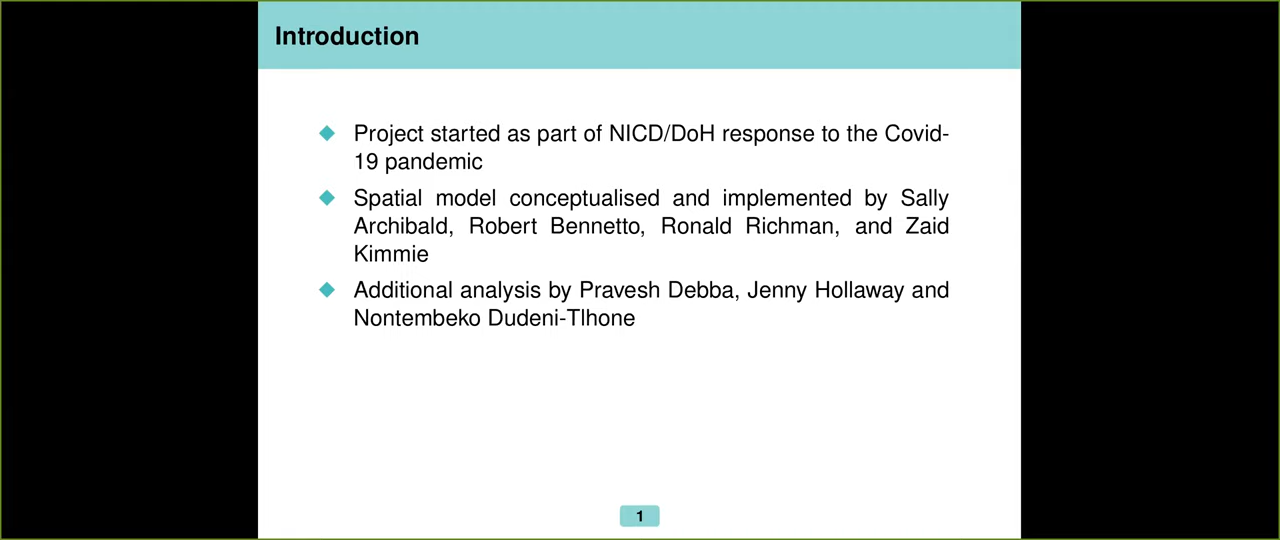 Introduction
Project started as part of NICD/DoH response to the Covid-
19 pandemic
Spatial model conceptualised and implemented by Sally
Archibald, Robert Bennetto, Ronald Richman, and Zaid
Kimmie
Additional analysis by Pravesh Debba, Jenny Hollaway and
Nontembeko Dudeni-Tlhone
1